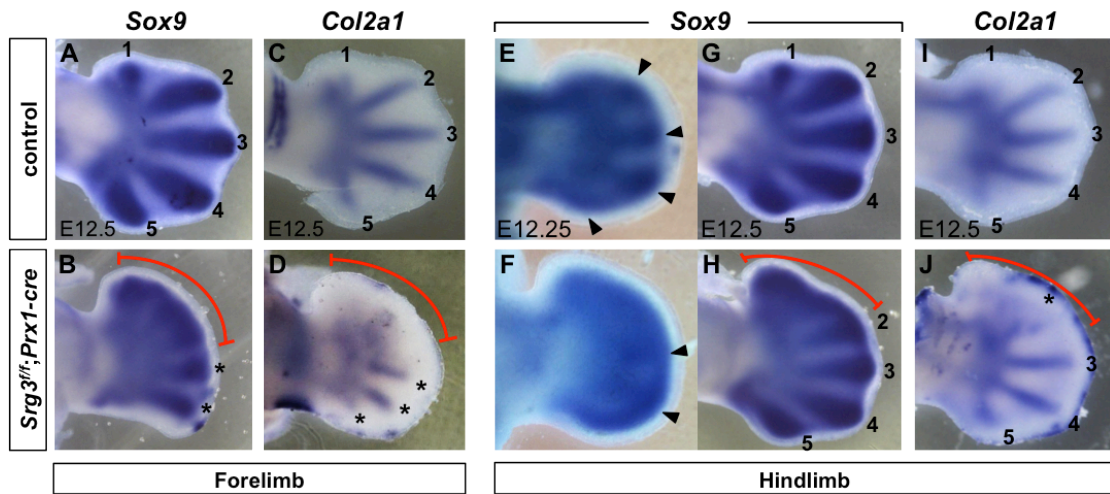 Sox9 Col2a1 Sox9 Col2a1
control
A 1 2 3 4 5 E12.5
C 1 2 3 4 5 E12.5
E E12.25
G 1 2 3 4 5 E12.5
I 1 2 3 4 5 E12.5
Srg3f/f;Prx1-cre
B * *
D * * *
F
H 2 3 4 5
J * 3 4 5
Forelimb Hindlimb